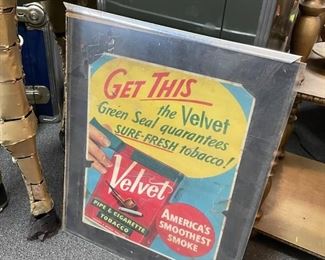 GET THIS
the Velvet
Green Seal guarantees
SURE-FRESH tobacco!
Velvet
PIPE & CIGARETTE
TOBACCO
AMERICA'S
SMOOTHEST
SMOKE